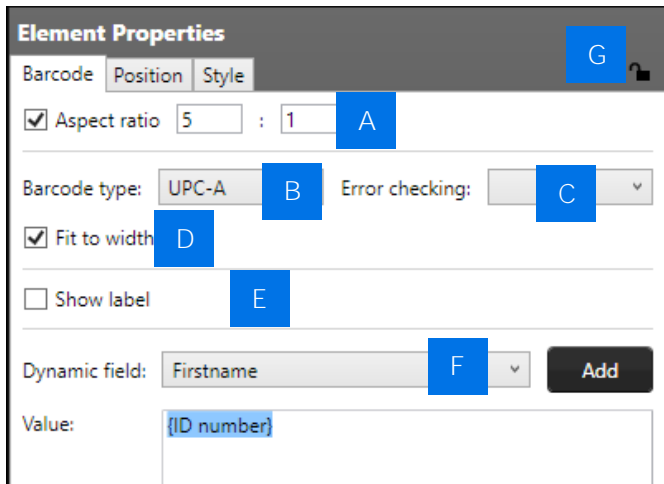 Element Properties
G
Barcode Position Style
Aspect ratio 5 : 1 A
Barcode type: UPC-A B Error checking: C
Fit to width D
Show label E
Dynamic field: Firstname F Add
Value: {ID number}